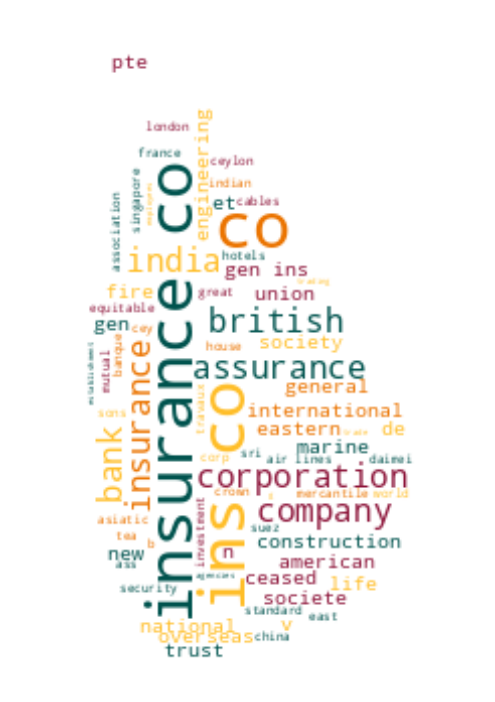 pte
london
engineering
france
ceylon
insurance co
singapore
indian
association
et
cables
co
india
hotels
gen ins
fire
great
union
equitable
british
gen
cey
society
house
assurance
banque
mutual
insurance
general
ins co
travaux
international
sons
eastern
de
bank
marine
sri
corp
air lines
daimei
corporation
crown
mercantile
world
company
asiatic
suez
investment
tea
b
construction
new
n
american
ass
agencies
ceased
life
security
societe
standard
east
national
v
overseas
china
trust